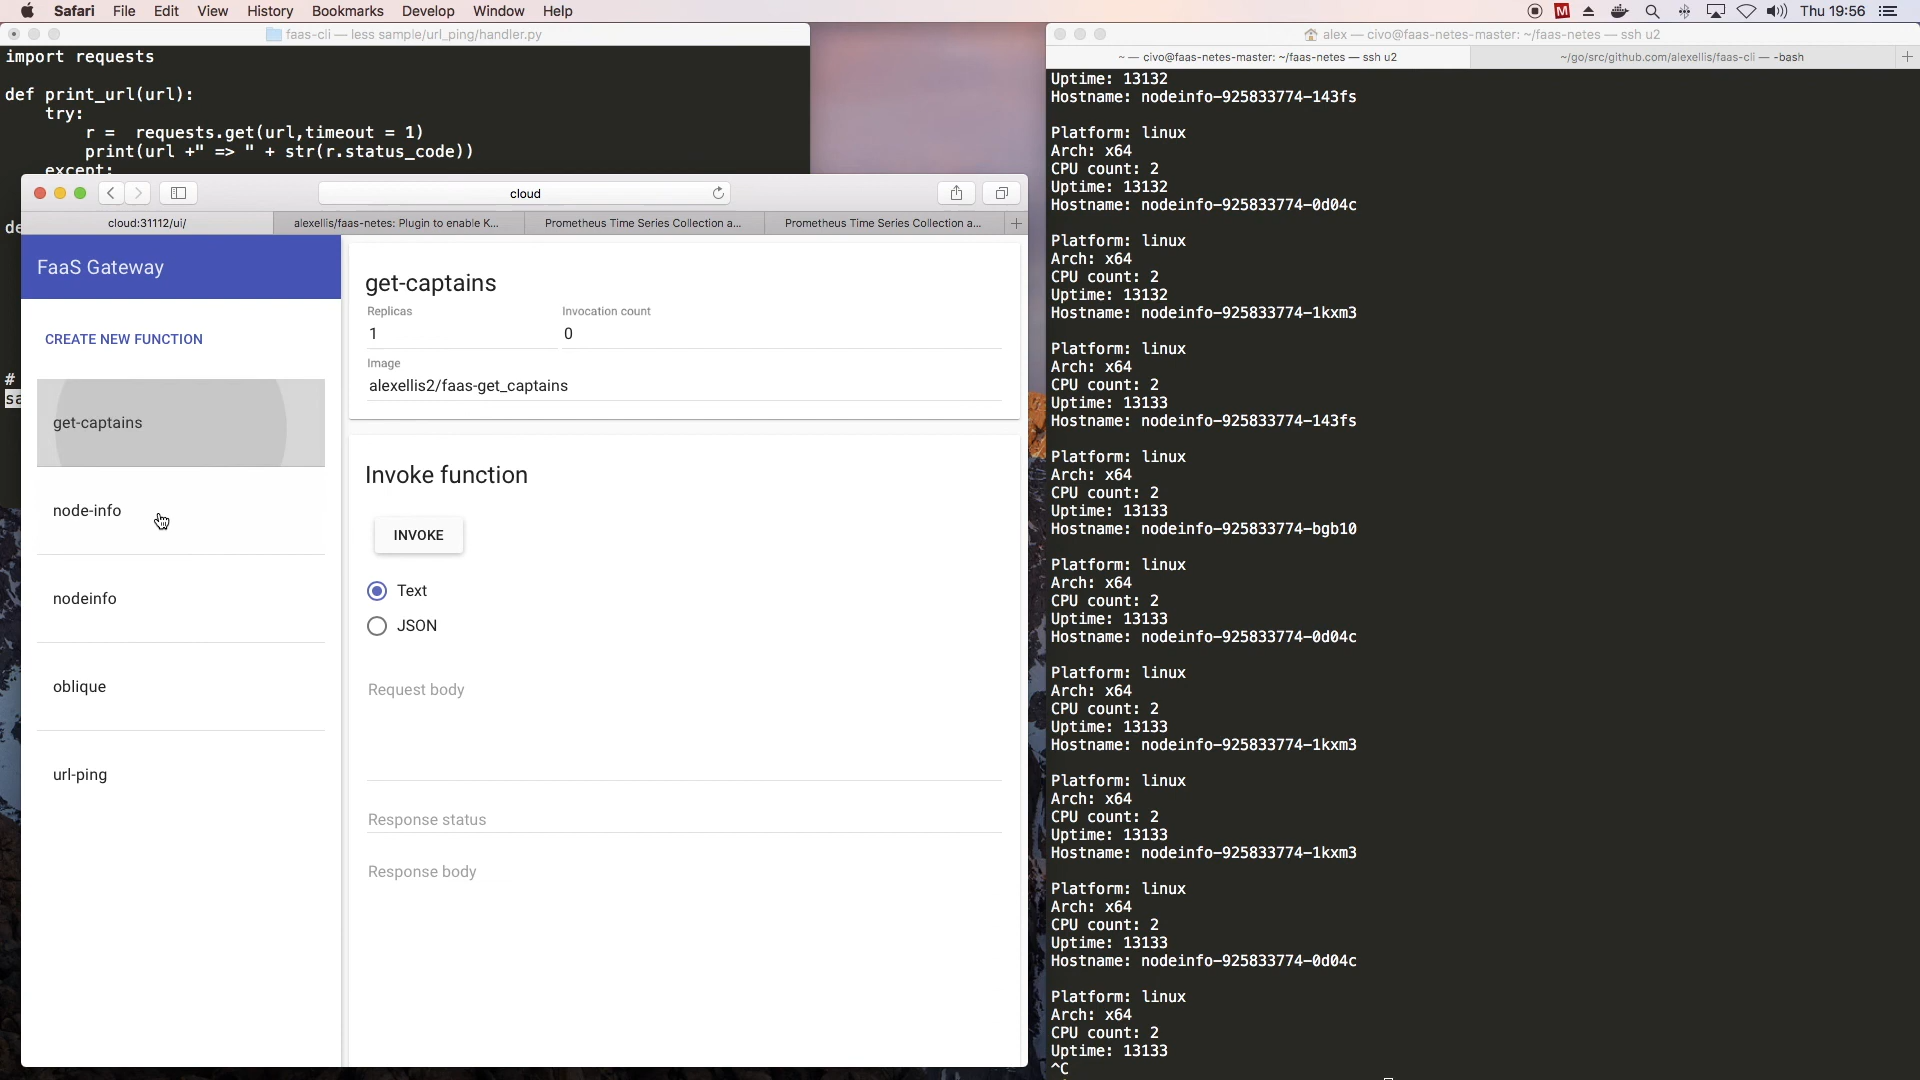 Safari File Edit View History Bookmarks Develop Window Help
M Thu 19:56
faas-cli — less sample/url_ping/handler.py
import requests
def print_url(url):
try:
r =  requests.get(url,timeout = 1)
print(url +" => " + str(r.status_code))
except:
de
#
sa
cloud
cloud:31112/ui/
alexellis/faas-netes: Plugin to enable K...
Prometheus Time Series Collection a...
Prometheus Time Series Collection a...
FaaS Gateway
CREATE NEW FUNCTION
get-captains
node-info
nodeinfo
oblique
url-ping
get-captains
Replicas
1
Invocation count
0
Image
alexellis2/faas-get_captains
Invoke function
INVOKE
Text
JSON
Request body
Response status
Response body
alex — civo@faas-netes-master: ~/faas-netes — ssh u2
~ — civo@faas-netes-master: ~/faas-netes — ssh u2
~/go/src/github.com/alexellis/faas-cli — -bash
Uptime: 13132
Hostname: nodeinfo-925833774-143fs
Platform: linux
Arch: x64
CPU count: 2
Uptime: 13132
Hostname: nodeinfo-925833774-0d04c
Platform: linux
Arch: x64
CPU count: 2
Uptime: 13132
Hostname: nodeinfo-925833774-1kxm3
Platform: linux
Arch: x64
CPU count: 2
Uptime: 13133
Hostname: nodeinfo-925833774-143fs
Platform: linux
Arch: x64
CPU count: 2
Uptime: 13133
Hostname: nodeinfo-925833774-bgb10
Platform: linux
Arch: x64
CPU count: 2
Uptime: 13133
Hostname: nodeinfo-925833774-0d04c
Platform: linux
Arch: x64
CPU count: 2
Uptime: 13133
Hostname: nodeinfo-925833774-1kxm3
Platform: linux
Arch: x64
CPU count: 2
Uptime: 13133
Hostname: nodeinfo-925833774-1kxm3
Platform: linux
Arch: x64
CPU count: 2
Uptime: 13133
Hostname: nodeinfo-925833774-0d04c
Platform: linux
Arch: x64
CPU count: 2
Uptime: 13133
^C